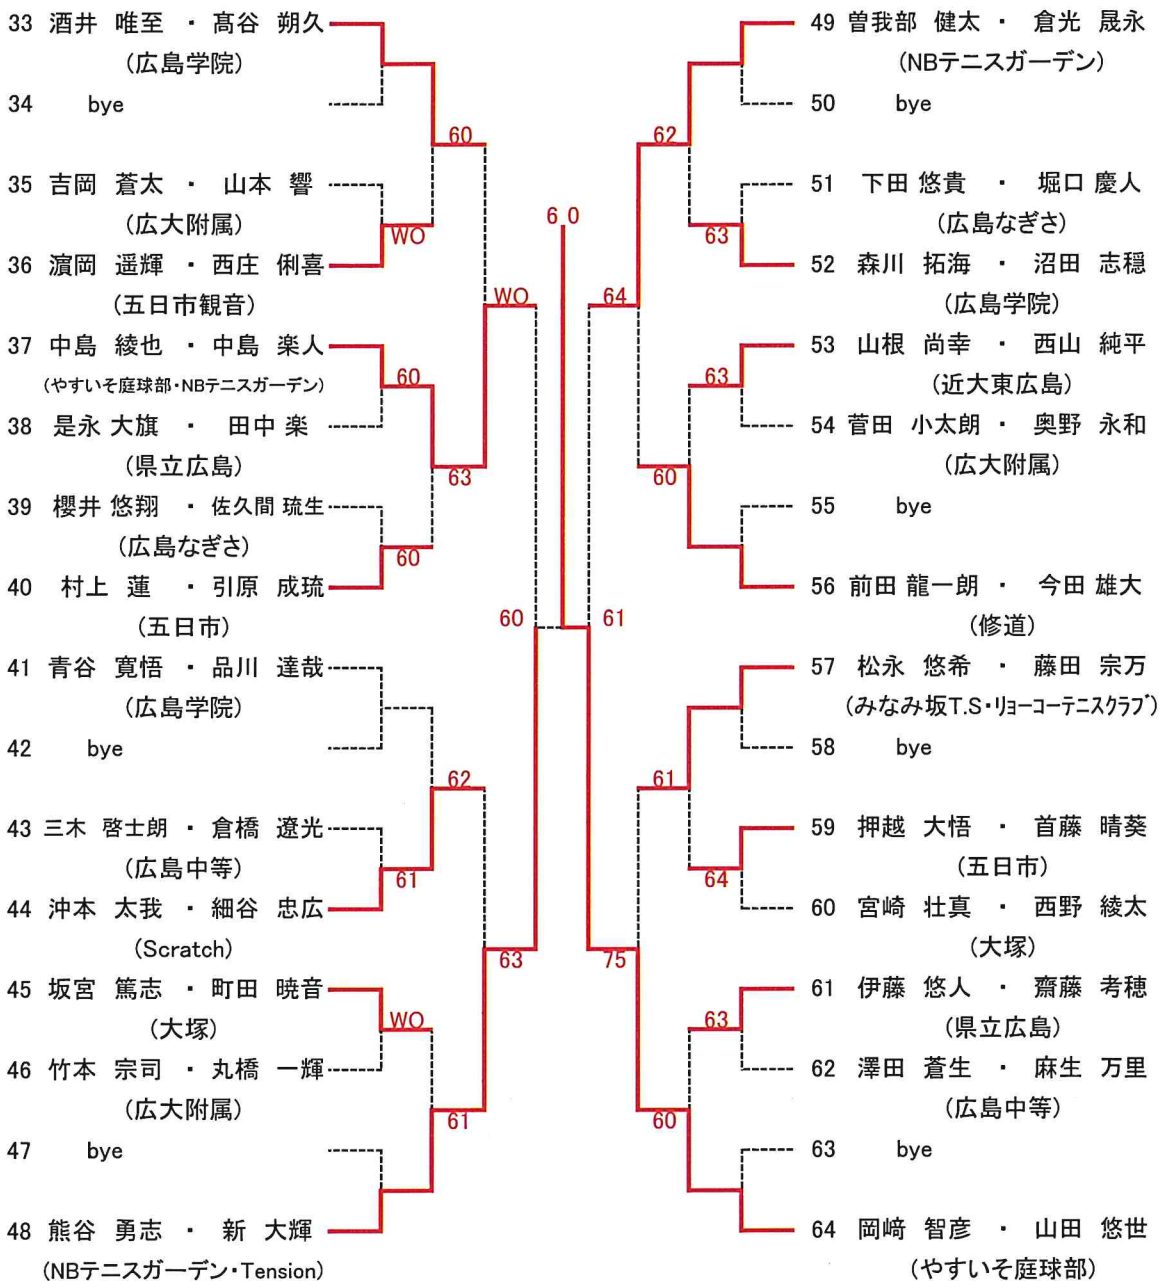 33 酒井 唯至 ・ 髙谷 朔久
(広島学院)
34 bye
60
35 吉岡 蒼太 ・ 山本 響
(広大附属)
WO
36 濵岡 遥輝 ・ 西庄 俐喜
(五日市観音)
WO
37 中島 綾也 ・ 中島 楽人
(やすいそ庭球部・NBテニスガーデン)
60
38 是永 大旗 ・ 田中 楽
(県立広島)
63
39 櫻井 悠翔 ・ 佐久間 琉生
(広島なぎさ)
60
40 村上 蓮 ・ 引原 成琉
(五日市)
60
41 青谷 寛悟 ・ 品川 達哉
(広島学院)
42 bye
62
43 三木 啓士朗 ・ 倉橋 遼光
(広島中等)
61
44 沖本 太我 ・ 細谷 忠広
(Scratch)
63
45 坂宮 篤志 ・ 町田 暁音
(大塚)
WO
46 竹本 宗司 ・ 丸橋 一輝
(広大附属)
61
47 bye
48 熊谷 勇志 ・ 新 大輝
(NBテニスガーデン・Tension)
6 0
49 曽我部 健太 ・ 倉光 晟永
(NBテニスガーデン)
50 bye
62
51 下田 悠貴 ・ 堀口 慶人
(広島なぎさ)
63
52 森川 拓海 ・ 沼田 志穏
(広島学院)
64
53 山根 尚幸 ・ 西山 純平
(近大東広島)
63
54 菅田 小太朗 ・ 奥野 永和
(広大附属)
60
55 bye
56 前田 龍一朗 ・ 今田 雄大
(修道)
61
57 松永 悠希 ・ 藤田 宗万
(みなみ坂T.S・リョーコーテニスクラブ)
58 bye
61
59 押越 大悟 ・ 首藤 晴葵
(五日市)
64
60 宮崎 壮真 ・ 西野 綾太
(大塚)
75
61 伊藤 悠人 ・ 齋藤 考穂
(県立広島)
63
62 澤田 蒼生 ・ 麻生 万里
(広島中等)
60
63 bye
64 岡﨑 智彦 ・ 山田 悠世
(やすいそ庭球部)